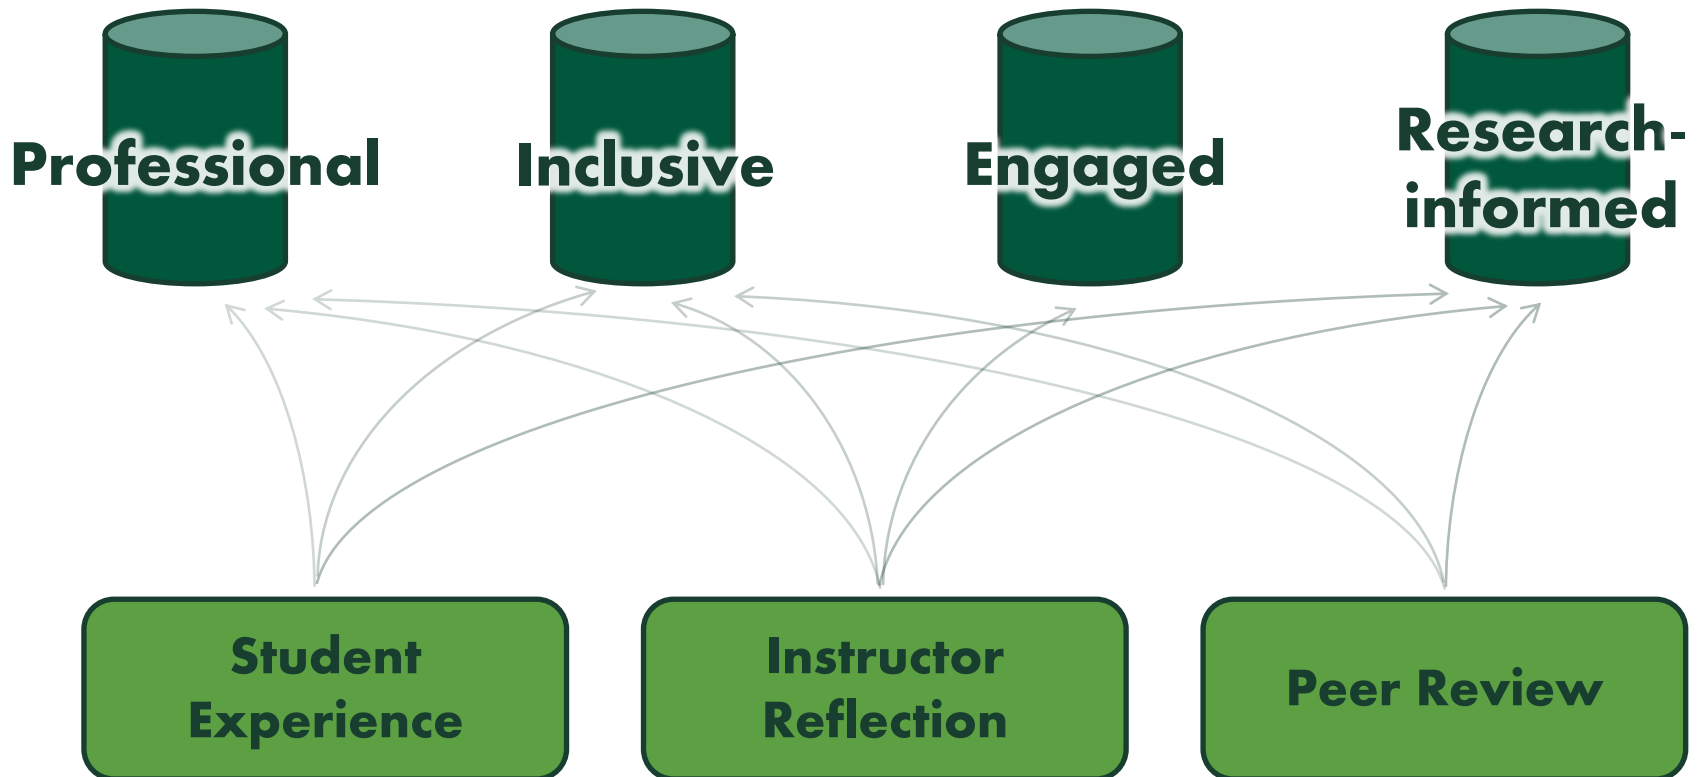 Professional
Inclusive
Engaged
Research-
informed
Student
Experience
Instructor
Reflection
Peer Review